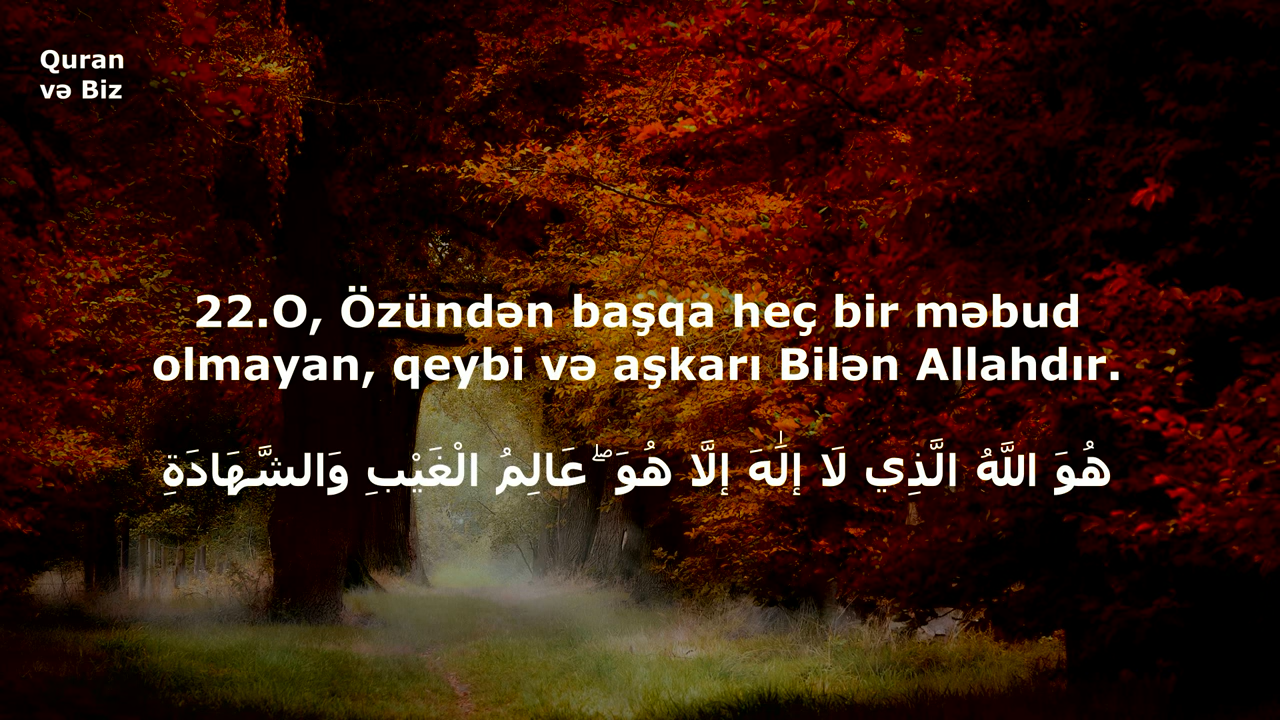 Quran
və Biz
22.O, Özündən başqa heç bir məbud
olmayan, qeybi və aşkarı Bilən Allahdır.
هُوَ اللَّهُ الَّذِي لَا إِلَٰهَ إِلَّا هُوَ ۖ عَالِمُ الْغَيْبِ وَالشَّهَادَةِ